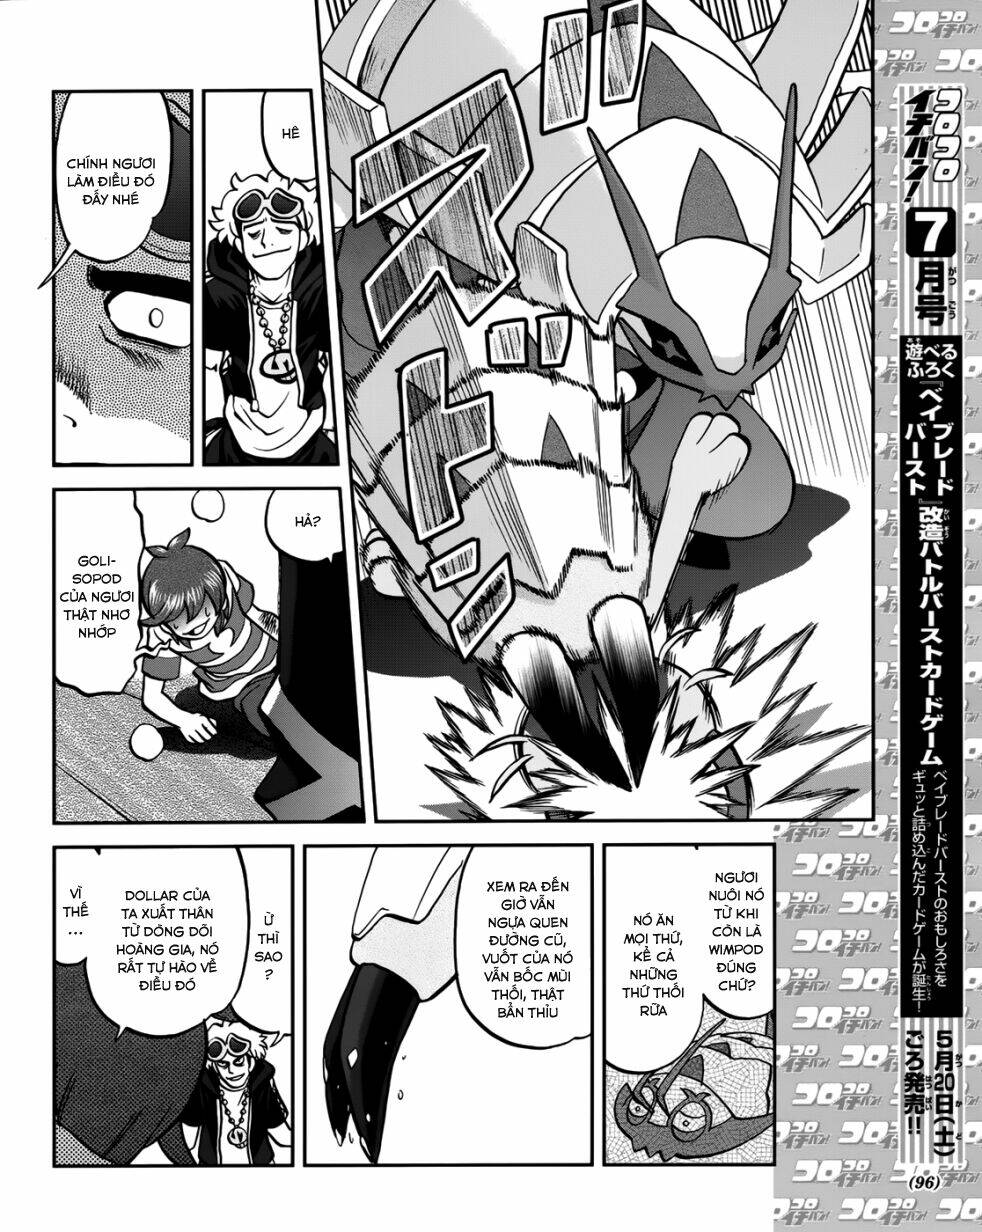 HÊ
CHÍNH NGƯƠI
LÀM ĐIỀU ĐÓ
ĐẤY NHÉ
HẢ?
GOLI-
SOPOD
CỦA NGƯƠI
THẬT NHƠ
NHỚP
NGƯƠI
NUÔI NÓ
TỪ KHI
CÒN LÀ
WIMPOD
ĐÚNG
CHỨ?
NÓ ĂN
MỌI THỨ,
KỂ CẢ
NHỮNG
THỨ THỐI
RỮA
XEM RA ĐẾN
GIỜ VẪN
NGỰA QUEN
ĐƯỜNG CŨ,
VUỐT CỦA NÓ
VẪN BỐC MÙI
THỐI, THẬT
BẨN THỈU
Ừ
THÌ
SAO?
DOLLAR CỦA
TA XUẤT THÂN
TỪ DÒNG DÕI
HOÀNG GIA, NÓ
RẤT TỰ HÀO VỀ
ĐIỀU ĐÓ
VÌ
THẾ
...
コロコロ
イチバン!
7月号
遊べる
ふろく
『ベイブレード
バースト』改造バトルバーストカードゲーム
ベイブレードバーストのおもしろさを
ギュッと詰め込んだカードゲームが誕生!
5月20日(土)
ごろ発売!!
(96)